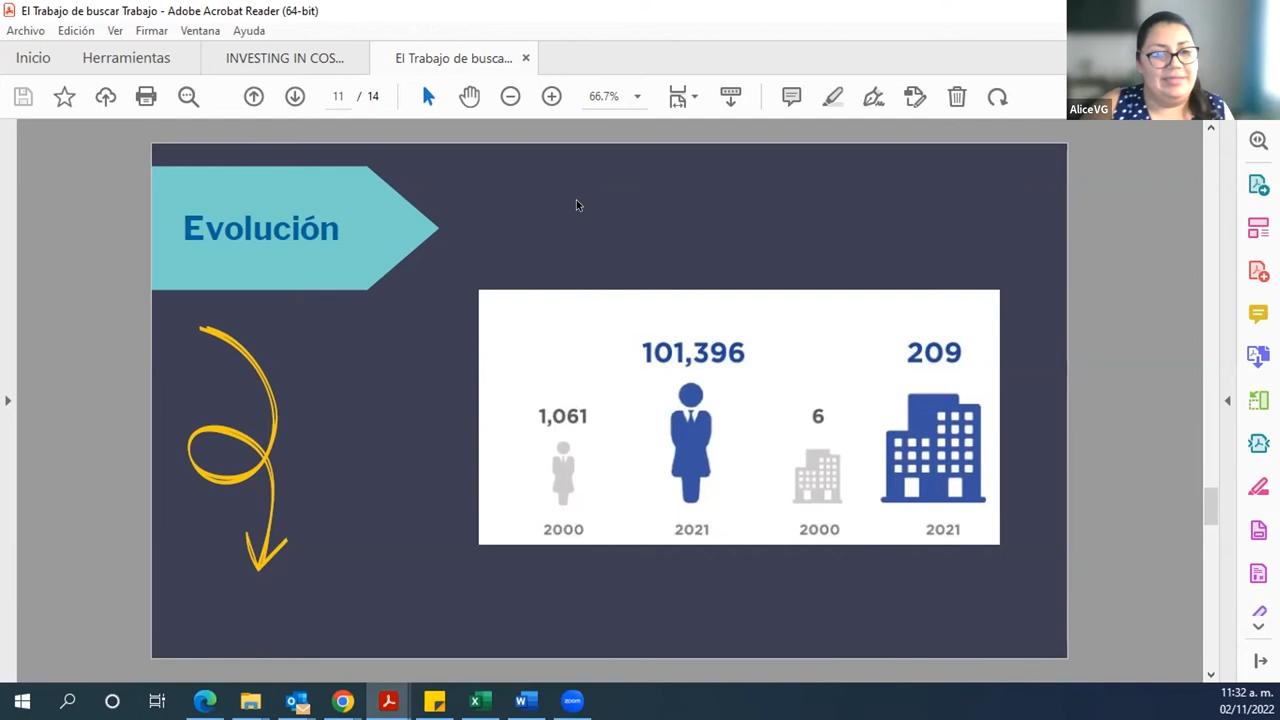 El Trabajo de buscar Trabajo - Adobe Acrobat Reader (64-bit)
Archivo Edición Ver Firmar Ventana Ayuda
Inicio Herramientas INVESTING IN COS... El Trabajo de busca... ×
11 / 14 66.7%
AliceVG
Evolución
101,396 209
1,061 6
2000 2021 2000 2021
zoom
11:32 a. m.
02/11/2022